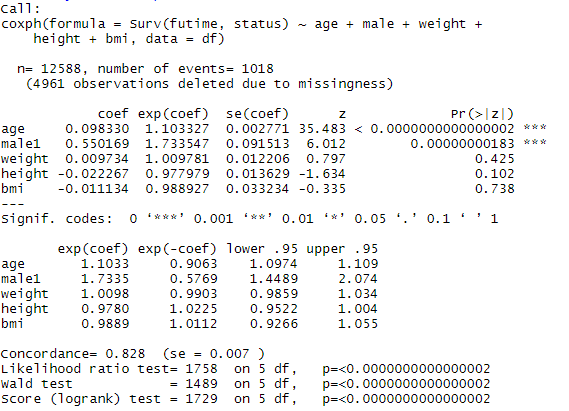 Call:
coxph(formula = Surv(futime, status) ~ age + male + weight +
    height + bmi, data = df)

  n= 12588, number of events= 1018
   (4961 observations deleted due to missingness)

            coef exp(coef)  se(coef)      z             Pr(>|z|)
age     0.098330  1.103327  0.002771 35.483 < 0.0000000000000002 ***
male1   0.550169  1.733547  0.091513  6.012        0.00000000183 ***
weight  0.009734  1.009781  0.012206  0.797                0.425
height -0.022267  0.977979  0.013629 -1.634                0.102
bmi    -0.011134  0.988927  0.033234 -0.335                0.738
---
Signif. codes:  0 ‘***’ 0.001 ‘**’ 0.01 ‘*’ 0.05 ‘.’ 0.1 ‘ ’ 1

       exp(coef) exp(-coef) lower .95 upper .95
age       1.1033     0.9063    1.0974     1.109
male1     1.7335     0.5769    1.4489     2.074
weight    1.0098     0.9903    0.9859     1.034
height    0.9780     1.0225    0.9522     1.004
bmi       0.9889     1.0112    0.9266     1.055

Concordance= 0.828  (se = 0.007 )
Likelihood ratio test= 1758  on 5 df,   p=<0.0000000000000002
Wald test            = 1489  on 5 df,   p=<0.0000000000000002
Score (logrank) test = 1729  on 5 df,   p=<0.0000000000000002